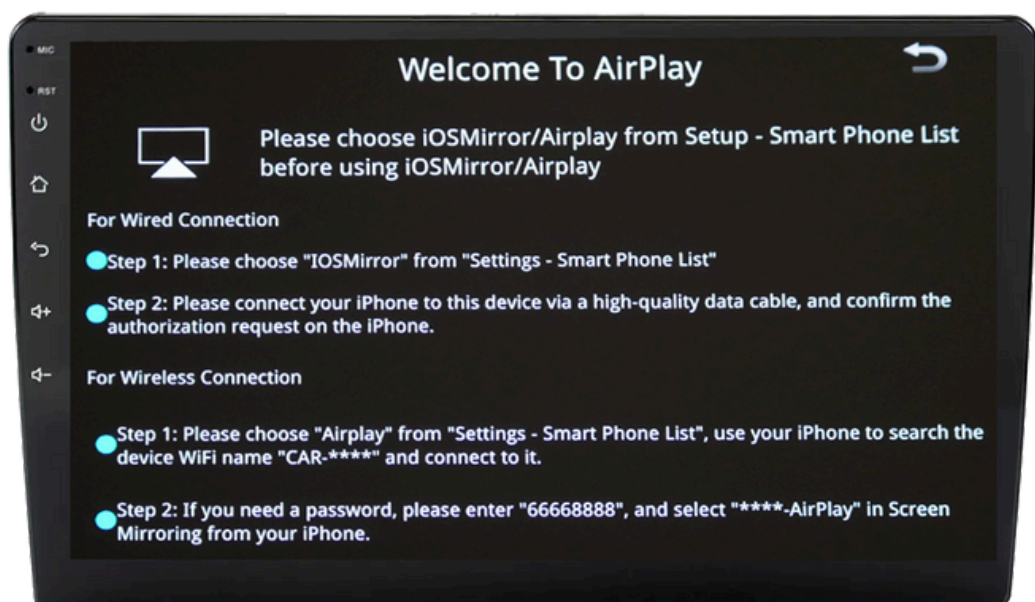 MIC
Welcome To AirPlay
RST
Please choose iOSMirror/Airplay from Setup - Smart Phone List
before using iOSMirror/Airplay
For Wired Connection
Step 1: Please choose "IOSMirror" from "Settings - Smart Phone List"
Step 2: Please connect your iPhone to this device via a high-quality data cable, and confirm the
authorization request on the iPhone.
For Wireless Connection
Step 1: Please choose "Airplay" from "Settings - Smart Phone List", use your iPhone to search the
device WiFi name "CAR-****" and connect to it.
Step 2: If you need a password, please enter "66668888", and select "****-AirPlay" in Screen
Mirroring from your iPhone.